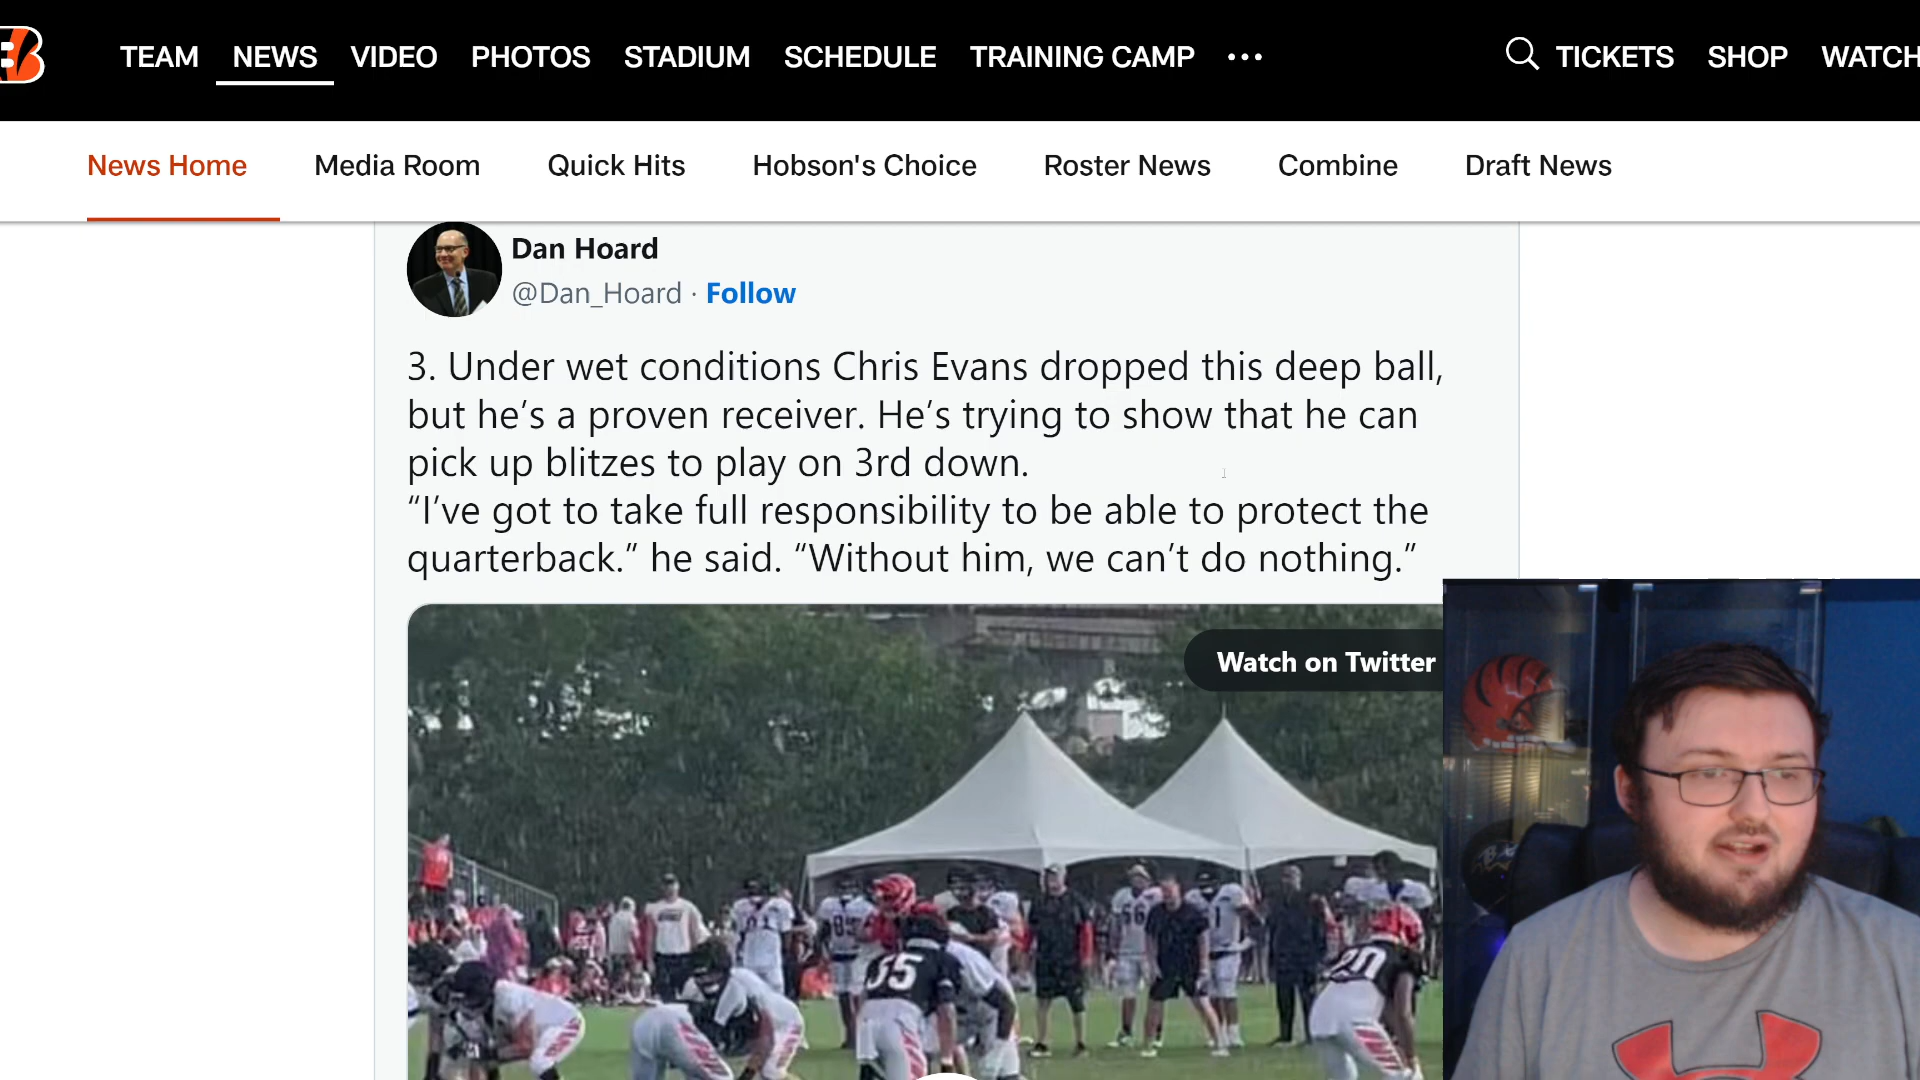 TEAM NEWS VIDEO PHOTOS STADIUM SCHEDULE TRAINING CAMP ••• TICKETS SHOP WATCH
News Home Media Room Quick Hits Hobson's Choice Roster News Combine Draft News
Dan Hoard
@Dan_Hoard · Follow
3. Under wet conditions Chris Evans dropped this deep ball,
but he’s a proven receiver. He’s trying to show that he can
pick up blitzes to play on 3rd down.
“I’ve got to take full responsibility to be able to protect the
quarterback.” he said. “Without him, we can’t do nothing.”
Watch on Twitter
85
66
20